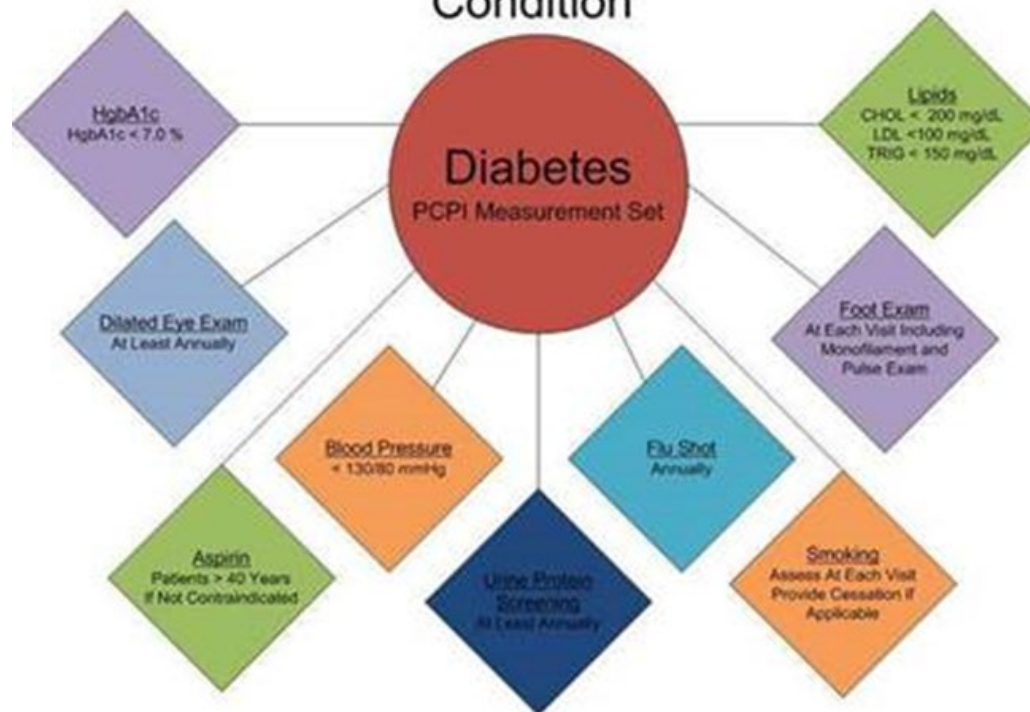 Condition
Diabetes
PCPI Measurement Set
HgbA1c
HgbA1c < 7.0 %
Lipids
CHOL < 200 mg/dL
LDL <100 mg/dL
TRIG < 150 mg/dL
Dilated Eye Exam
At Least Annually
Foot Exam
At Each Visit Including
Monofilament and
Pulse Exam
Blood Pressure
< 130/80 mmHg
Flu Shot
Annually
Aspirin
Patients > 40 Years
If Not Contraindicated
Urine Protein
Screening
At Least Annually
Smoking
Assess At Each Visit
Provide Cessation If
Applicable